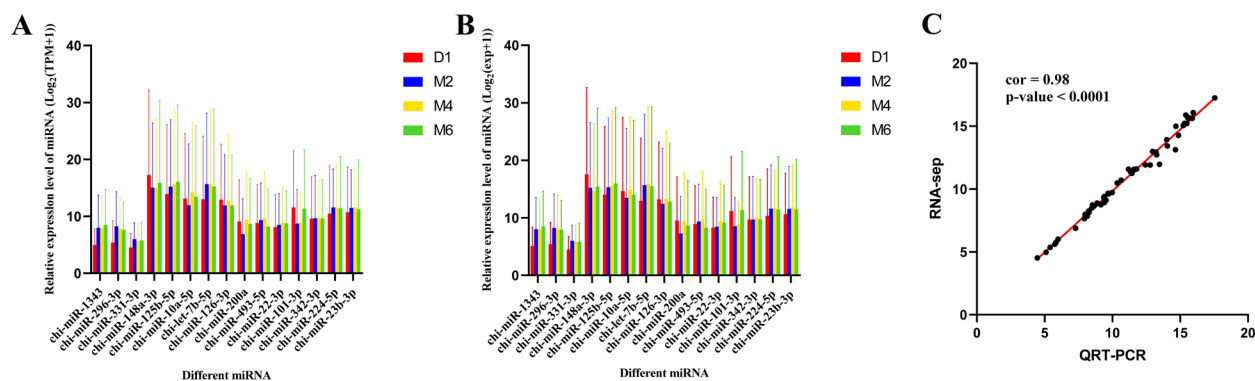 A
Relative expression level of miRNA (Log2(TPM+1))
40
30
20
10
0
D1
M2
M4
M6
chi-miR-1343
chi-miR-296-3p
chi-miR-331-3p
chi-miR-148a-3p
chi-miR-125b-5p
chi-miR-10a-5p
chi-let-7b-5p
chi-miR-126-3p
chi-miR-200a
chi-miR-493-5p
chi-miR-22-3p
chi-miR-101-3p
chi-miR-342-3p
chi-miR-224-5p
chi-miR-23b-3p
Different miRNA
B
Relative expression level of miRNA (Log2(exp+1))
40
30
20
10
0
D1
M2
M4
M6
chi-miR-1343
chi-miR-296-3p
chi-miR-331-3p
chi-miR-148a-3p
chi-miR-125b-5p
chi-miR-10a-5p
chi-let-7b-5p
chi-miR-126-3p
chi-miR-200a
chi-miR-493-5p
chi-miR-22-3p
chi-miR-101-3p
chi-miR-342-3p
chi-miR-224-5p
chi-miR-23b-3p
Different miRNA
C
cor = 0.98
p-value < 0.0001
RNA-sep
20
15
10
5
0
0
5
10
15
20
QRT-PCR